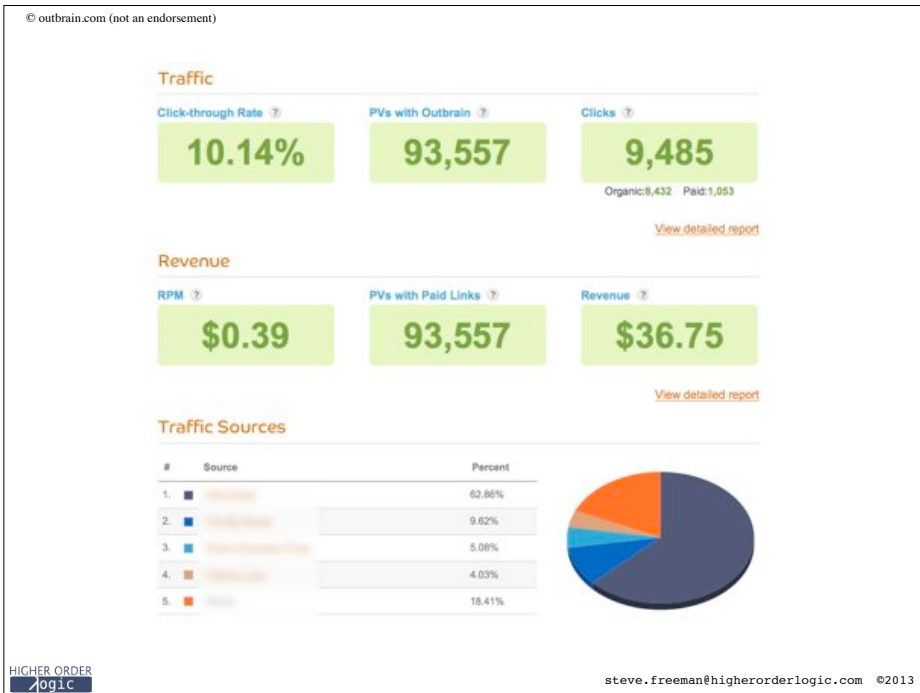 © outbrain.com (not an endorsement)
Traffic
Click-through Rate ? PVs with Outbrain ? Clicks ?
10.14% 93,557 9,485
Organic:8,432 Paid:1,053
View detailed report
Revenue
RPM ? PVs with Paid Links ? Revenue ?
$0.39 93,557 $36.75
View detailed report
Traffic Sources
# Source Percent
1. 62.86%
2. 9.62%
3. 5.08%
4. 4.03%
5. 18.41%
HIGHER ORDER
logic
steve.freeman@higherorderlogic.com ©2013